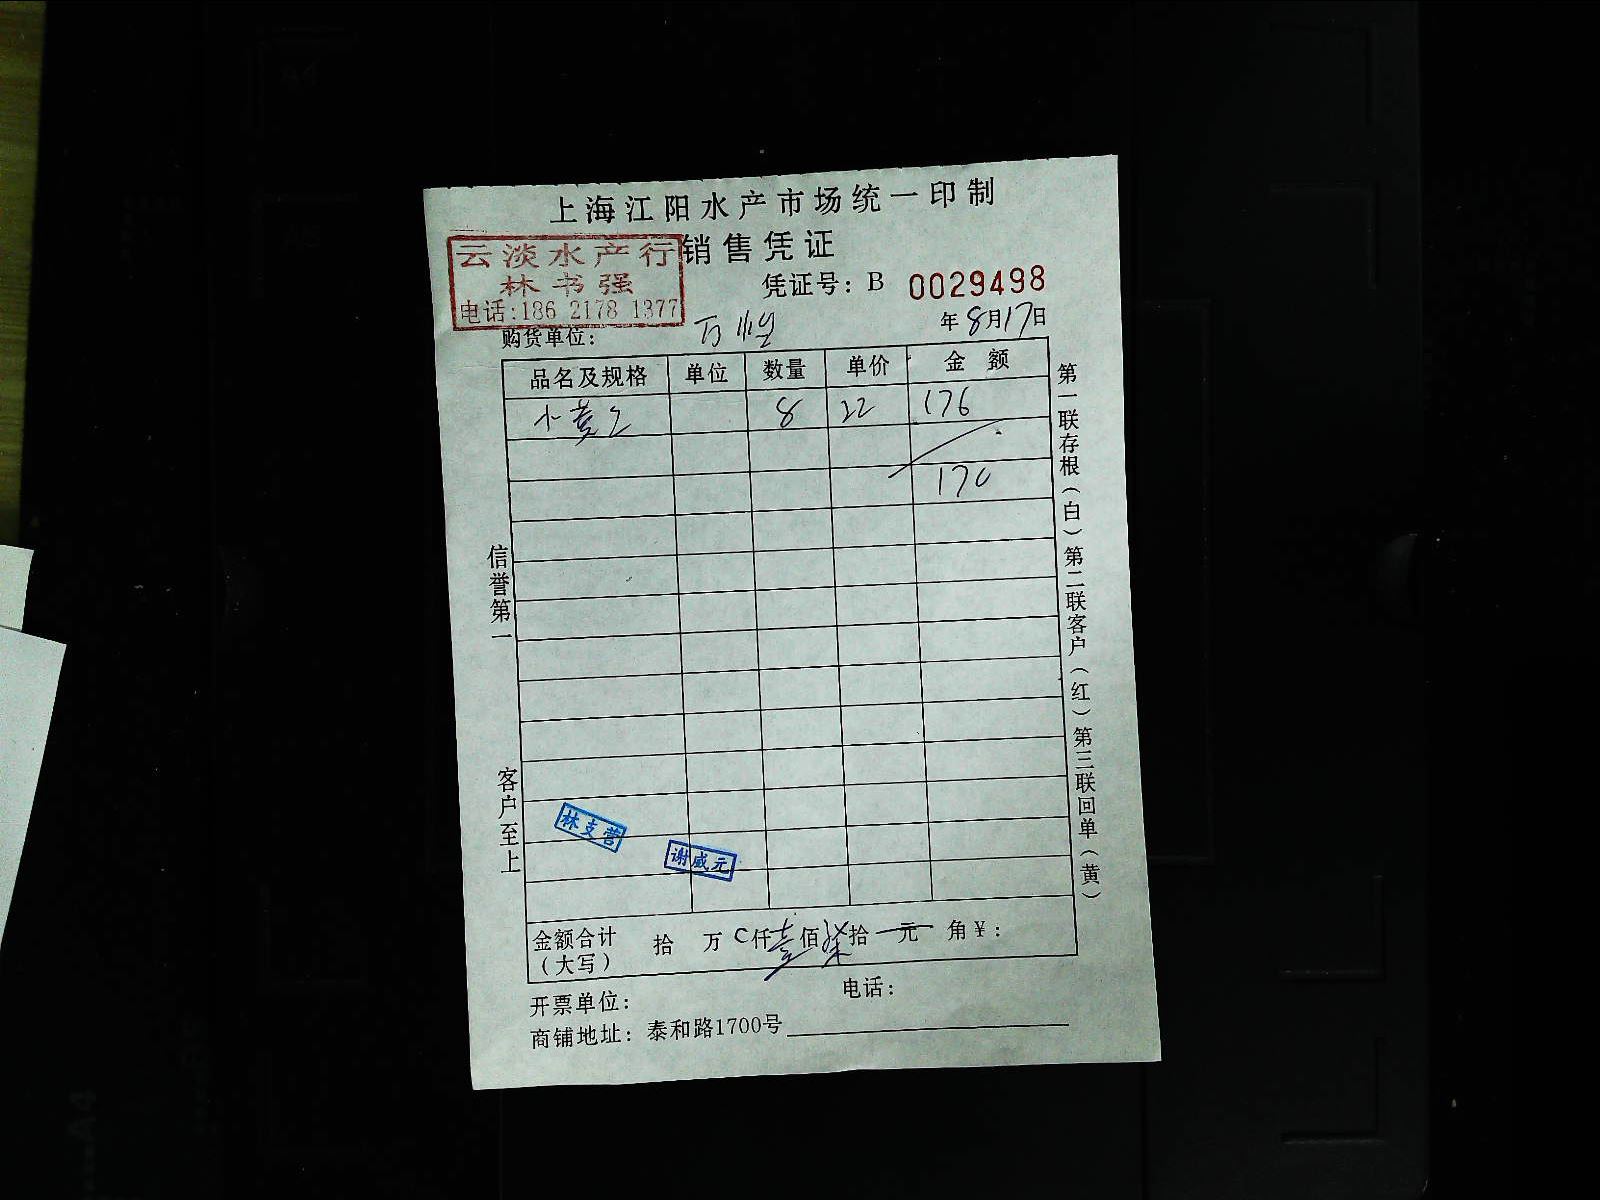 上海江阳水产市场统一印制
销售凭证
云淡水产行
林书强
电话:186 2178 1377
凭证号：B 0029498
购货单位：
年8月17日
品名及规格 单位 数量 单价 金额
小黄 8 22 176
170
第一联存根（白）第二联客户（红）第三联回单（黄）
信誉第一
客户至上
林支营
谢威元
金额合计（大写） 拾 万 仟壹佰柒拾 元 角￥：
开票单位： 电话：
商铺地址：泰和路1700号
A4